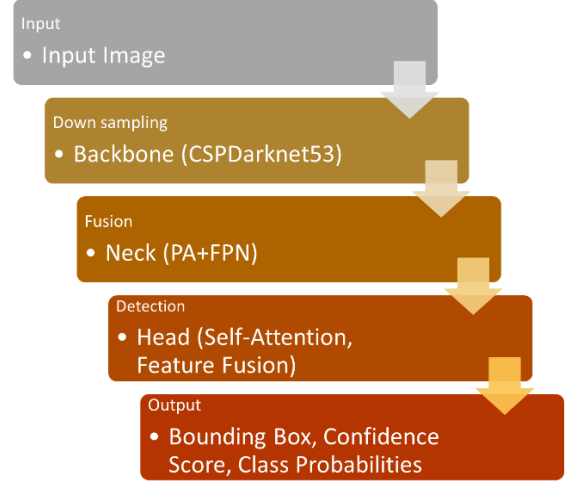 Input
• Input Image
Down sampling
• Backbone (CSPDarknet53)
Fusion
• Neck (PA+FPN)
Detection
• Head (Self-Attention,
Feature Fusion)
Output
• Bounding Box, Confidence
Score, Class Probabilities